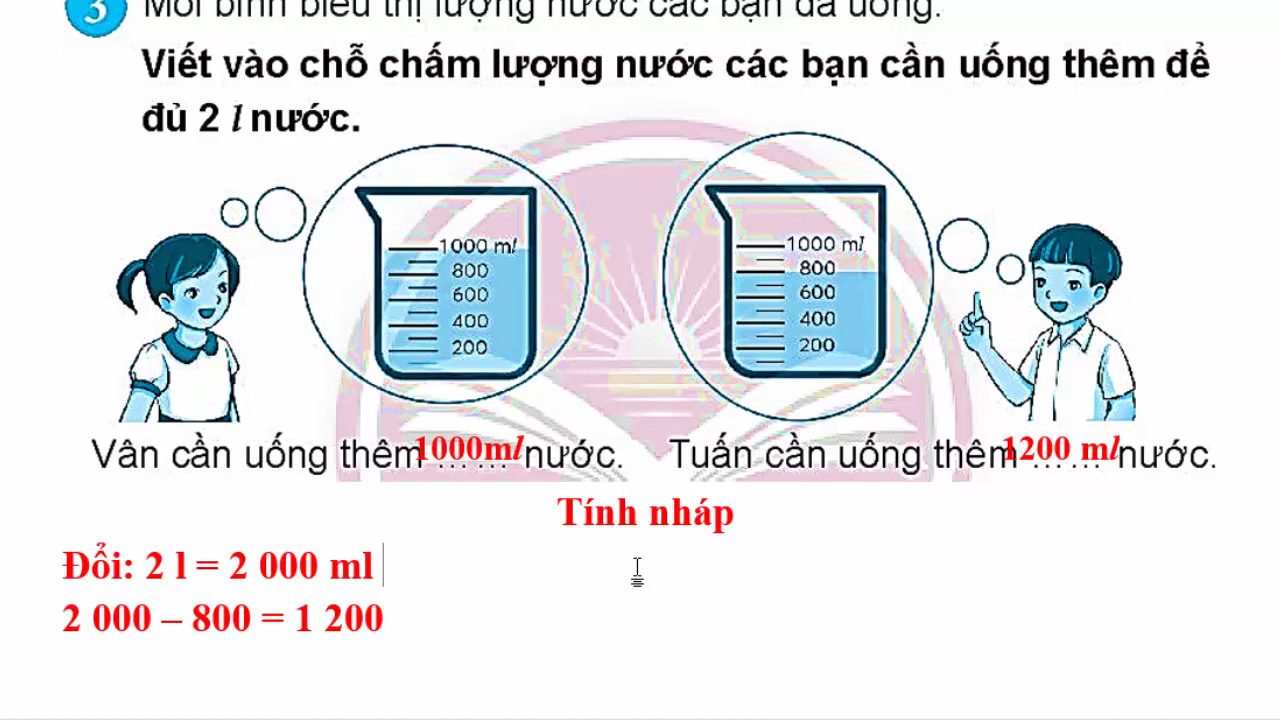 3 Mỗi bình biểu thị lượng nước các bạn đã uống.
Viết vào chỗ chấm lượng nước các bạn cần uống thêm để
đủ 2 l nước.
1000 ml
800
600
400
200
1000 ml
800
600
400
200
Vân cần uống thêm 1000ml nước.
Tuấn cần uống thêm 1200 ml nước.
Tính nháp
Đổi: 2 l = 2 000 ml
2 000 – 800 = 1 200